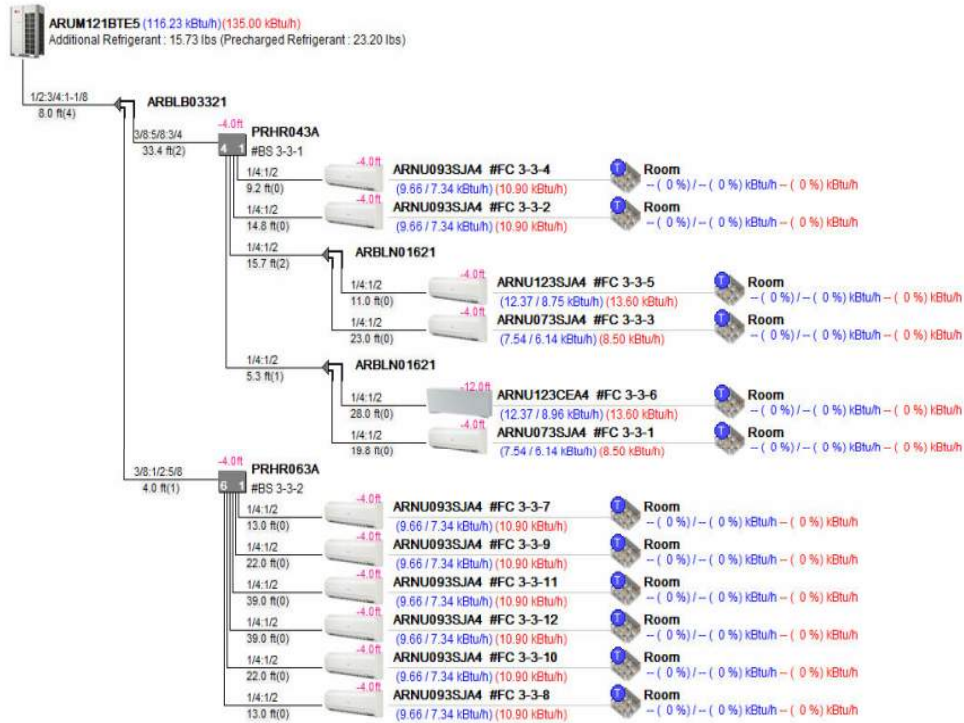 ARUM121BTE5 (116.23 kBtu/h)(135.00 kBtu/h)
Additional Refrigerant : 15.73 lbs (Precharged Refrigerant : 23.20 lbs)
1/2:3/4:1-1/8
8.0 ft(4)
ARBLB03321
3/8:5/8:3/4
33.4 ft(2)
-4.0ft
4 1
PRHR043A
#BS 3-3-1
1/4:1/2
9.2 ft(0)
-4.0ft
ARNU093SJA4 #FC 3-3-4
(9.66 / 7.34 kBtu/h) (10.90 kBtu/h)
T
Room
-- ( 0 %) / -- ( 0 %) kBtu/h -- ( 0 %) kBtu/h
1/4:1/2
14.8 ft(0)
-4.0ft
ARNU093SJA4 #FC 3-3-2
(9.66 / 7.34 kBtu/h) (10.90 kBtu/h)
T
Room
-- ( 0 %) / -- ( 0 %) kBtu/h -- ( 0 %) kBtu/h
1/4:1/2
15.7 ft(2)
ARBLN01621
1/4:1/2
11.0 ft(0)
-4.0ft
ARNU123SJA4 #FC 3-3-5
(12.37 / 8.75 kBtu/h) (13.60 kBtu/h)
T
Room
-- ( 0 %) / -- ( 0 %) kBtu/h -- ( 0 %) kBtu/h
1/4:1/2
23.0 ft(0)
-4.0ft
ARNU073SJA4 #FC 3-3-3
(7.54 / 6.14 kBtu/h) (8.50 kBtu/h)
T
Room
-- ( 0 %) / -- ( 0 %) kBtu/h -- ( 0 %) kBtu/h
1/4:1/2
5.3 ft(1)
ARBLN01621
1/4:1/2
28.0 ft(0)
-12.0ft
ARNU123CEA4 #FC 3-3-6
(12.37 / 8.96 kBtu/h) (13.60 kBtu/h)
T
Room
-- ( 0 %) / -- ( 0 %) kBtu/h -- ( 0 %) kBtu/h
1/4:1/2
19.8 ft(0)
-4.0ft
ARNU073SJA4 #FC 3-3-1
(7.54 / 6.14 kBtu/h) (8.50 kBtu/h)
T
Room
-- ( 0 %) / -- ( 0 %) kBtu/h -- ( 0 %) kBtu/h
3/8:1/2:5/8
4.0 ft(1)
-4.0ft
6 1
PRHR063A
#BS 3-3-2
1/4:1/2
13.0 ft(0)
-4.0ft
ARNU093SJA4 #FC 3-3-7
(9.66 / 7.34 kBtu/h) (10.90 kBtu/h)
T
Room
-- ( 0 %) / -- ( 0 %) kBtu/h -- ( 0 %) kBtu/h
1/4:1/2
22.0 ft(0)
-4.0ft
ARNU093SJA4 #FC 3-3-9
(9.66 / 7.34 kBtu/h) (10.90 kBtu/h)
T
Room
-- ( 0 %) / -- ( 0 %) kBtu/h -- ( 0 %) kBtu/h
1/4:1/2
39.0 ft(0)
-4.0ft
ARNU093SJA4 #FC 3-3-11
(9.66 / 7.34 kBtu/h) (10.90 kBtu/h)
T
Room
-- ( 0 %) / -- ( 0 %) kBtu/h -- ( 0 %) kBtu/h
1/4:1/2
39.0 ft(0)
-4.0ft
ARNU093SJA4 #FC 3-3-12
(9.66 / 7.34 kBtu/h) (10.90 kBtu/h)
T
Room
-- ( 0 %) / -- ( 0 %) kBtu/h -- ( 0 %) kBtu/h
1/4:1/2
22.0 ft(0)
-4.0ft
ARNU093SJA4 #FC 3-3-10
(9.66 / 7.34 kBtu/h) (10.90 kBtu/h)
T
Room
-- ( 0 %) / -- ( 0 %) kBtu/h -- ( 0 %) kBtu/h
1/4:1/2
13.0 ft(0)
-4.0ft
ARNU093SJA4 #FC 3-3-8
(9.66 / 7.34 kBtu/h) (10.90 kBtu/h)
T
Room
-- ( 0 %) / -- ( 0 %) kBtu/h -- ( 0 %) kBtu/h